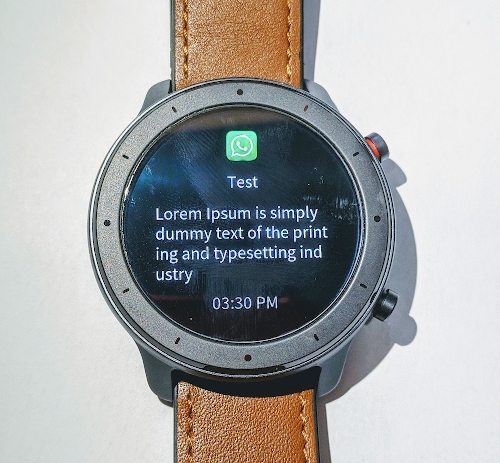 Test
Lorem Ipsum is simply
dummy text of the print
ing and typesetting ind
ustry
03:30 PM